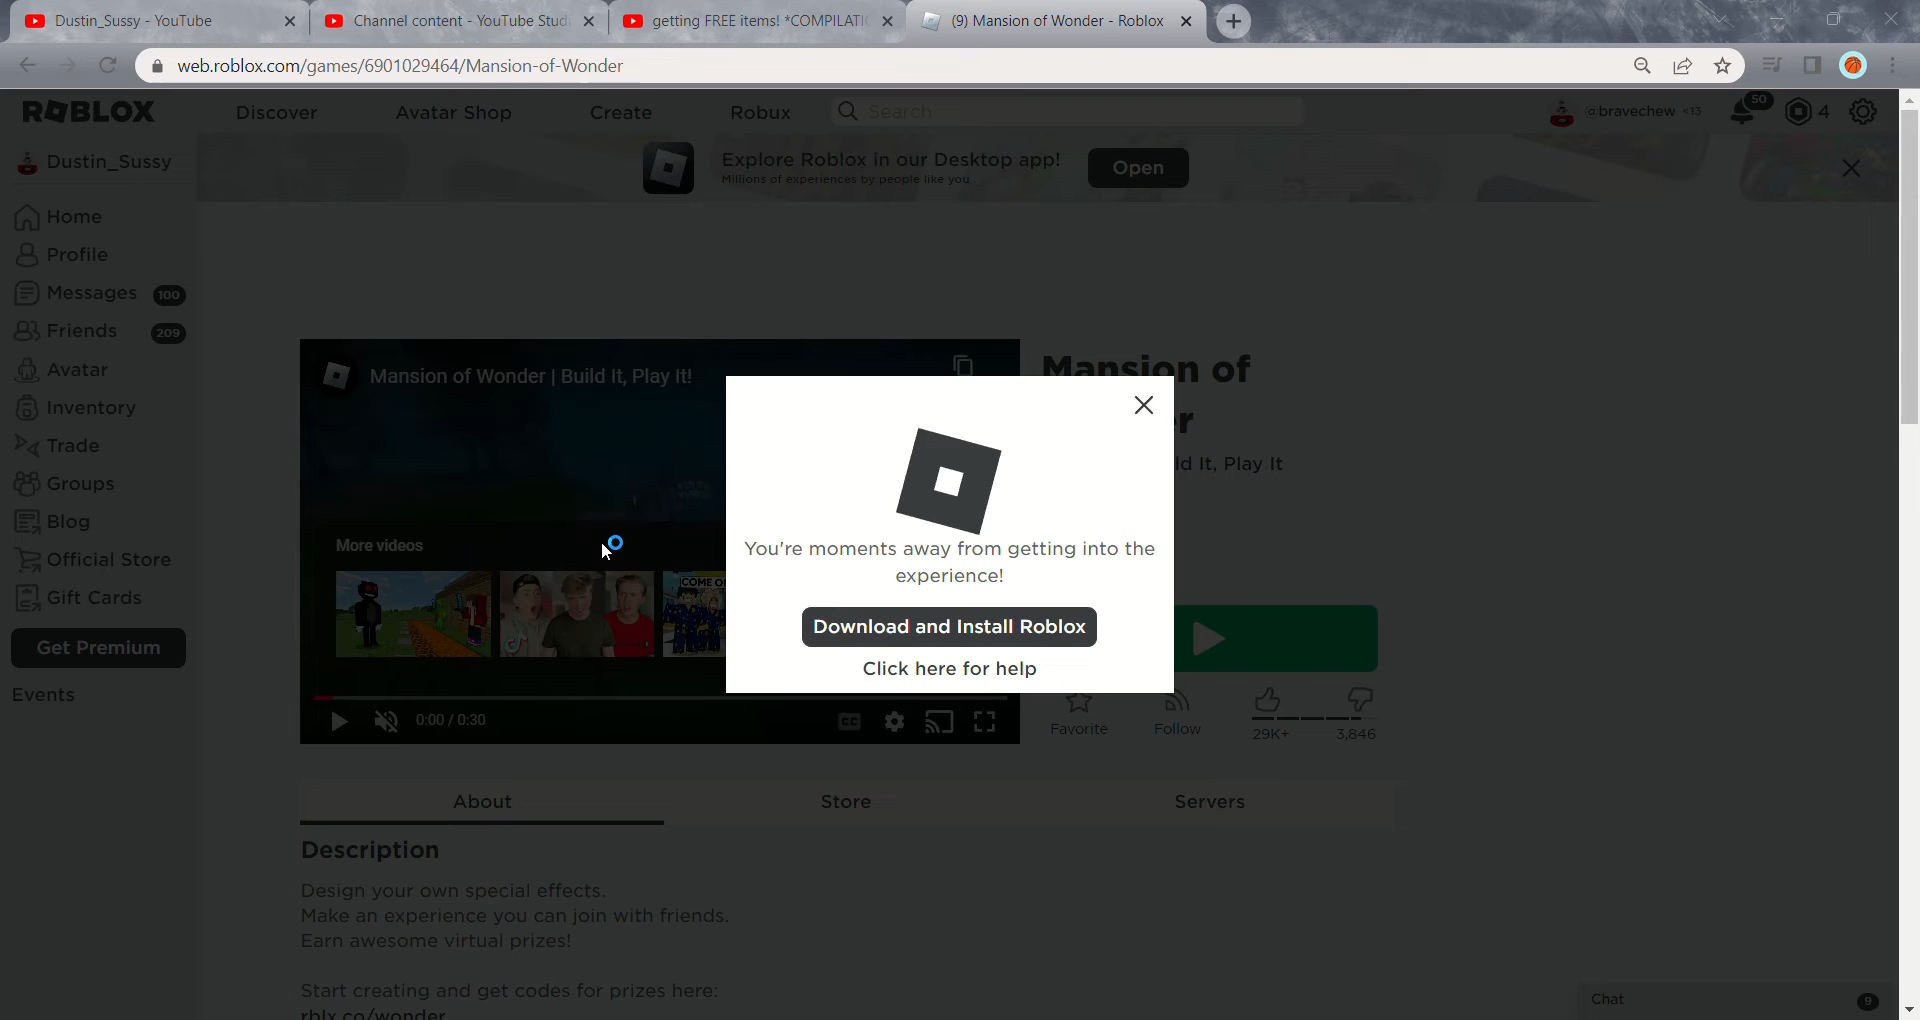 Dustin_Sussy - YouTube
Channel content - YouTube Stud
getting FREE items! *COMPILATIC
(9) Mansion of Wonder - Roblox
web.roblox.com/games/6901029464/Mansion-of-Wonder
ROBLOX
Discover
Avatar Shop
Create
Robux
Search
@bravechew <13
50
4
Dustin_Sussy
Explore Roblox in our Desktop app!
Millions of experiences by people like you.
Open
Home
Profile
Messages 100
Friends 209
Avatar
Inventory
Trade
Groups
Blog
Official Store
Gift Cards
Get Premium
Events
Mansion of Wonder | Build It, Play It!
More videos
COME O
0:00 / 0:30
CC
Mansion of
r
ld It, Play It
You're moments away from getting into the
experience!
Download and Install Roblox
Click here for help
Favorite
Follow
29K+
3,846
About
Store
Servers
Description
Design your own special effects.
Make an experience you can join with friends.
Earn awesome virtual prizes!
Start creating and get codes for prizes here:
rblx.co/wonder
Chat
9